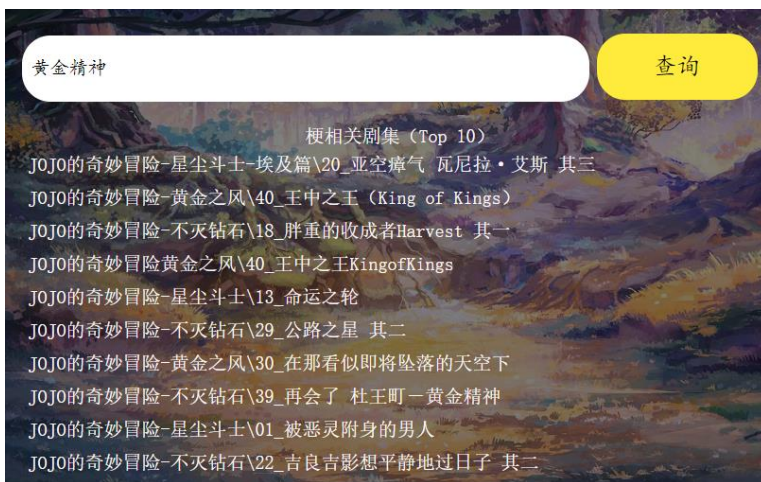 黄金精神
查询
梗相关剧集（Top 10）
JOJO的奇妙冒险-星尘斗士-埃及篇\20_亚空瘴气 瓦尼拉·艾斯 其三
JOJO的奇妙冒险-黄金之风\40_王中之王（King of Kings）
JOJO的奇妙冒险-不灭钻石\18_胖重的收成者Harvest 其一
JOJO的奇妙冒险黄金之风\40_王中之王KingofKings
JOJO的奇妙冒险-星尘斗士\13_命运之轮
JOJO的奇妙冒险-不灭钻石\29_公路之星 其二
JOJO的奇妙冒险-黄金之风\30_在那看似即将坠落的天空下
JOJO的奇妙冒险-不灭钻石\39_再会了 杜王町－黄金精神
JOJO的奇妙冒险-星尘斗士\01_被恶灵附身的男人
JOJO的奇妙冒险-不灭钻石\22_吉良吉影想平静地过日子 其二